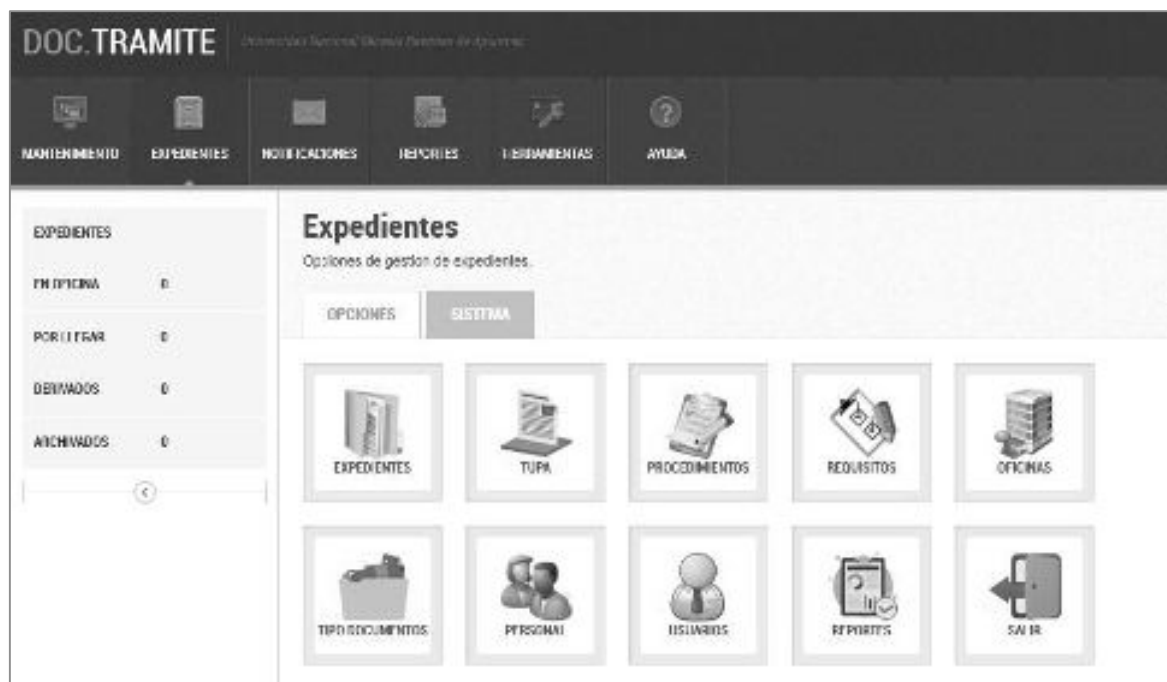 DOC.TRAMITE
MANTENIMIENTO EXPEDIENTES NOTIFICACIONES REPORTES HERRAMIENTAS AYUDA
EXPEDIENTES
EN OFICINA 0
POR LLEGAR 0
DERIVADOS 0
ARCHIVADOS 0
Expedientes
Opciones de gestion de expedientes.
OPCIONES SISTEMA
EXPEDIENTES TUPA PROCEDIMIENTOS REQUISITOS OFICINAS
TIPO DOCUMENTOS PERSONAL USUARIOS REPORTES SALIR